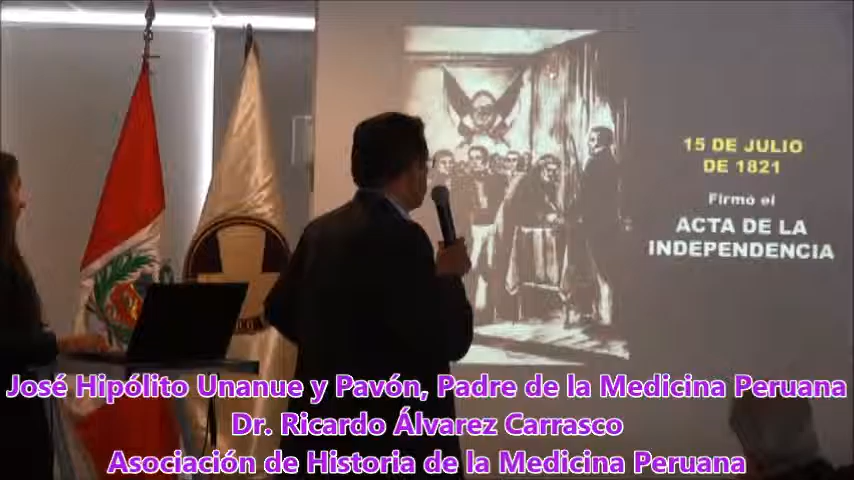 15 DE JULIO
DE 1821
Firmó el
ACTA DE LA
INDEPENDENCIA
José Hipólito Unanue y Pavón, Padre de la Medicina Peruana
Dr. Ricardo Álvarez Carrasco
Asociación de Historia de la Medicina Peruana